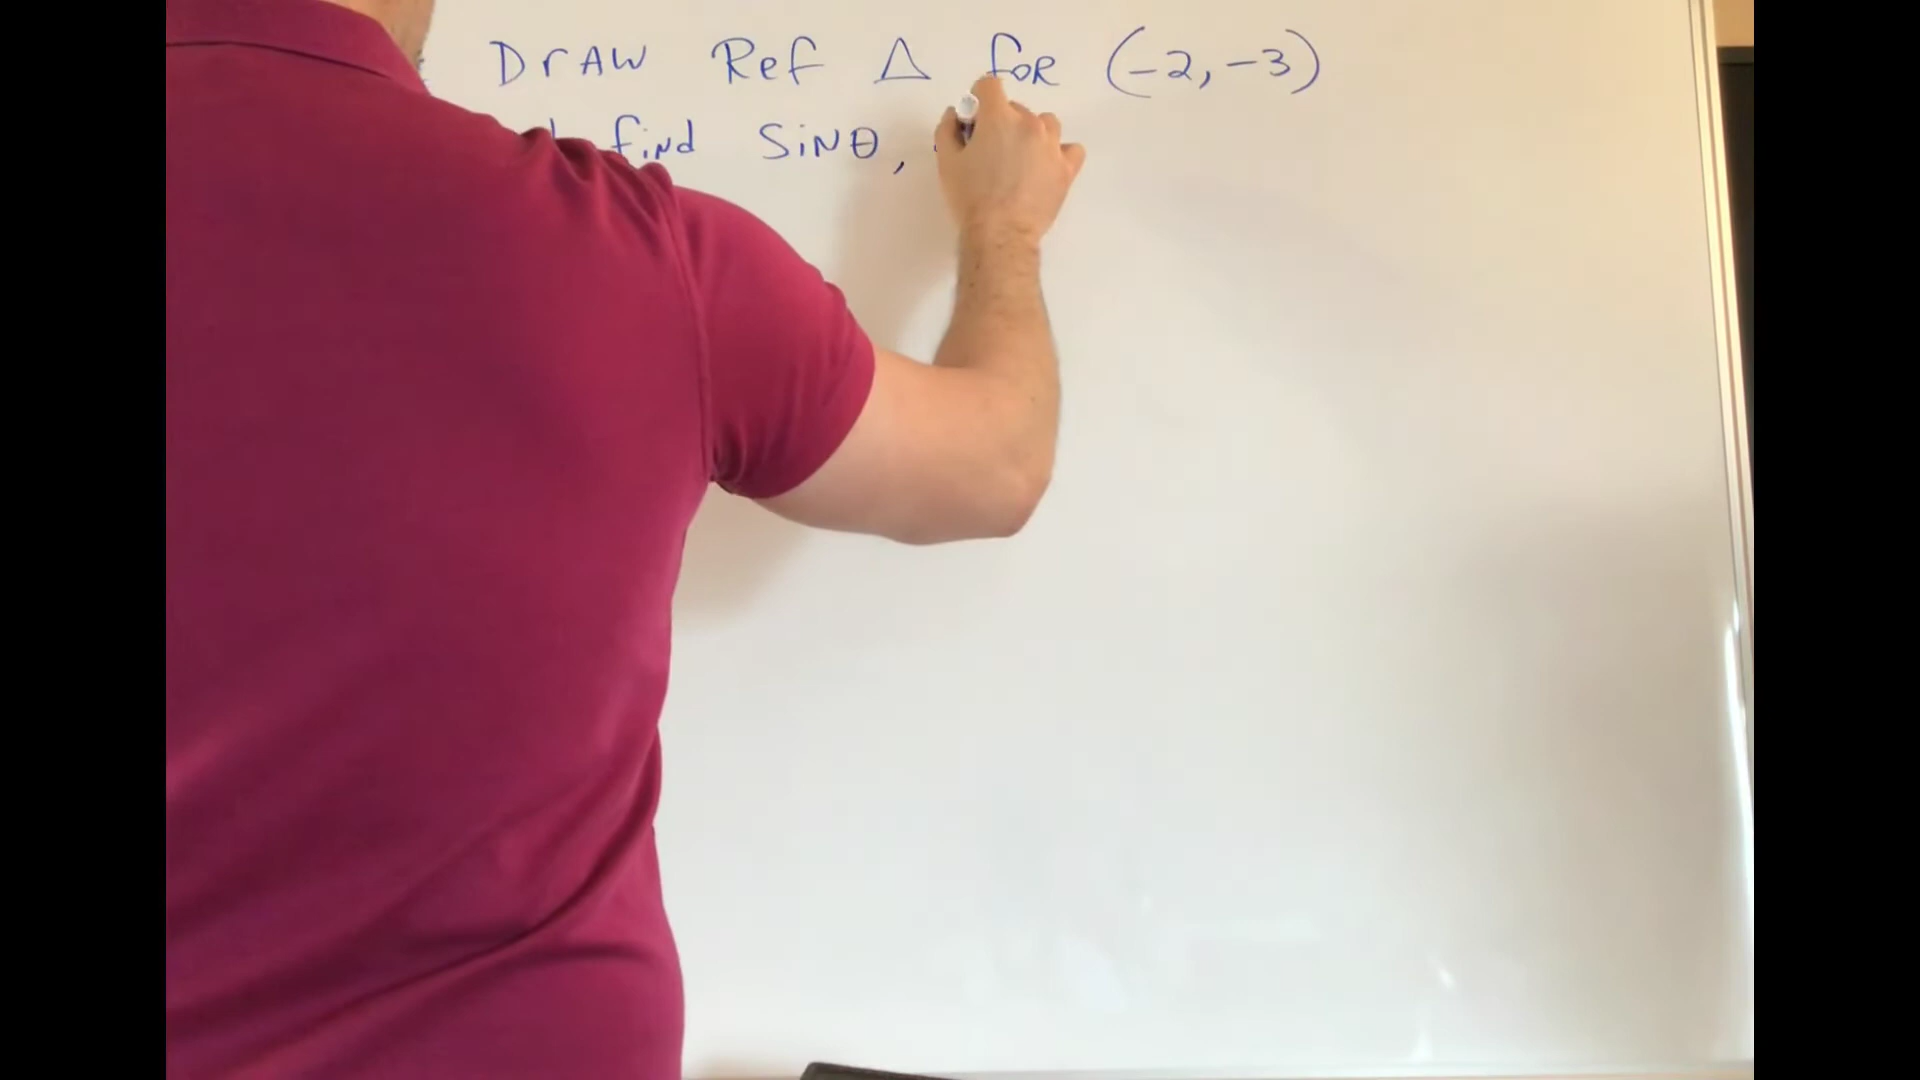 DrAW Ref Δ foR (-2, -3)
find SiNθ,